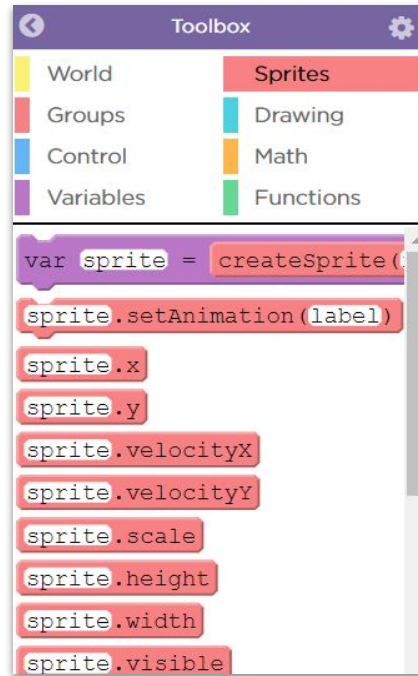 Toolbox
World Sprites
Groups Drawing
Control Math
Variables Functions
var sprite = createSprite(
sprite.setAnimation(label)
sprite.x
sprite.y
sprite.velocityX
sprite.velocityY
sprite.scale
sprite.height
sprite.width
sprite.visible